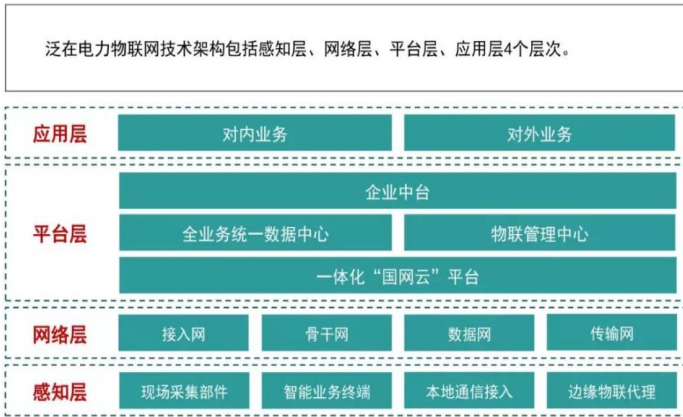 泛在电力物联网技术架构包括感知层、网络层、平台层、应用层4个层次。
应用层
对内业务
对外业务
平台层
企业中台
全业务统一数据中心
物联管理中心
一体化“国网云”平台
网络层
接入网
骨干网
数据网
传输网
感知层
现场采集部件
智能业务终端
本地通信接入
边缘物联代理